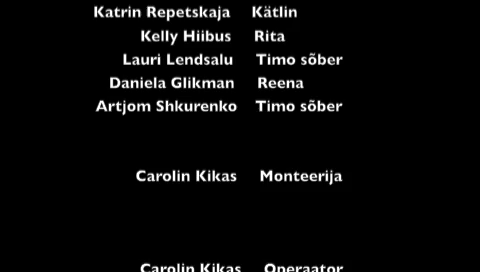 Katrin Repetskaja Kätlin
Kelly Hiibus Rita
Lauri Lendsalu Timo sõber
Daniela Glikman Reena
Artjom Shkurenko Timo sõber
Carolin Kikas Monteerija
Carolin Kikas Operaator